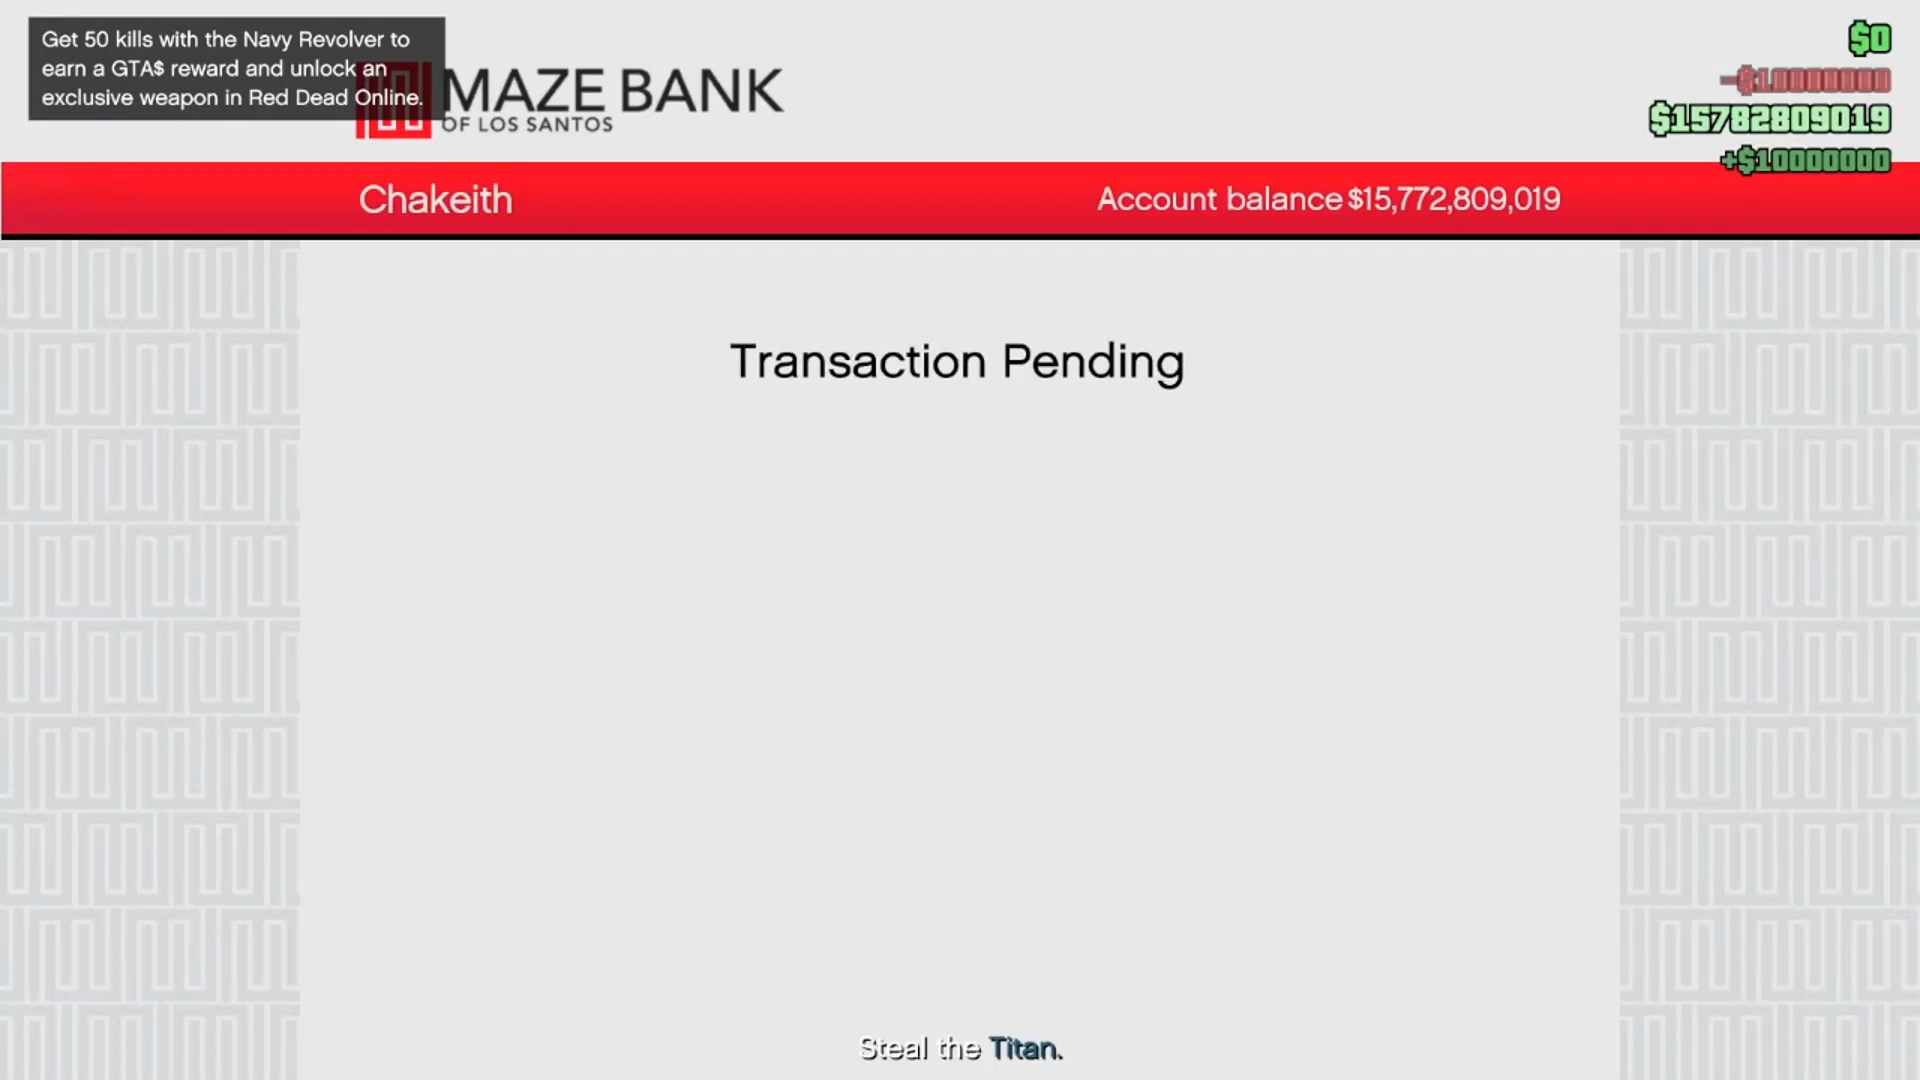 Get 50 kills with the Navy Revolver to
earn a GTA$ reward and unlock an
exclusive weapon in Red Dead Online.
MAZE BANK
OF LOS SANTOS
$0
-$10000000
$15782809019
+$10000000
Chakeith
Account balance $15,772,809,019
Transaction Pending
Steal the Titan.